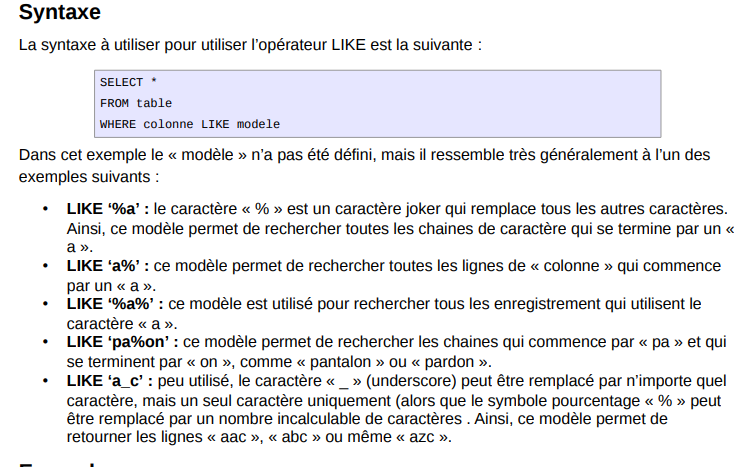 Syntaxe
La syntaxe à utiliser pour utiliser l’opérateur LIKE est la suivante :
SELECT *
FROM table
WHERE colonne LIKE modele
Dans cet exemple le « modèle » n’a pas été défini, mais il ressemble très généralement à l’un des
exemples suivants :
• LIKE ‘%a’ : le caractère « % » est un caractère joker qui remplace tous les autres caractères.
Ainsi, ce modèle permet de rechercher toutes les chaines de caractère qui se termine par un «
a ».
• LIKE ‘a%’ : ce modèle permet de rechercher toutes les lignes de « colonne » qui commence
par un « a ».
• LIKE ‘%a%’ : ce modèle est utilisé pour rechercher tous les enregistrement qui utilisent le
caractère « a ».
• LIKE ‘pa%on’ : ce modèle permet de rechercher les chaines qui commence par « pa » et qui
se terminent par « on », comme « pantalon » ou « pardon ».
• LIKE ‘a_c’ : peu utilisé, le caractère « _ » (underscore) peut être remplacé par n’importe quel
caractère, mais un seul caractère uniquement (alors que le symbole pourcentage « % » peut
être remplacé par un nombre incalculable de caractères . Ainsi, ce modèle permet de
retourner les lignes « aac », « abc » ou même « azc ».